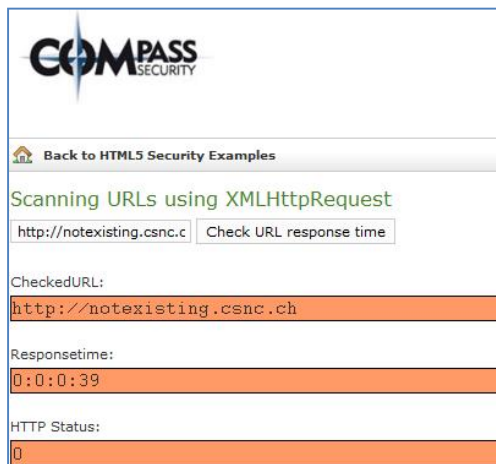 COMPASS
SECURITY
Back to HTML5 Security Examples
Scanning URLs using XMLHttpRequest
http://notexisting.csnc.c Check URL response time
CheckedURL:
http://notexisting.csnc.ch
Responsetime:
0:0:0:39
HTTP Status:
0